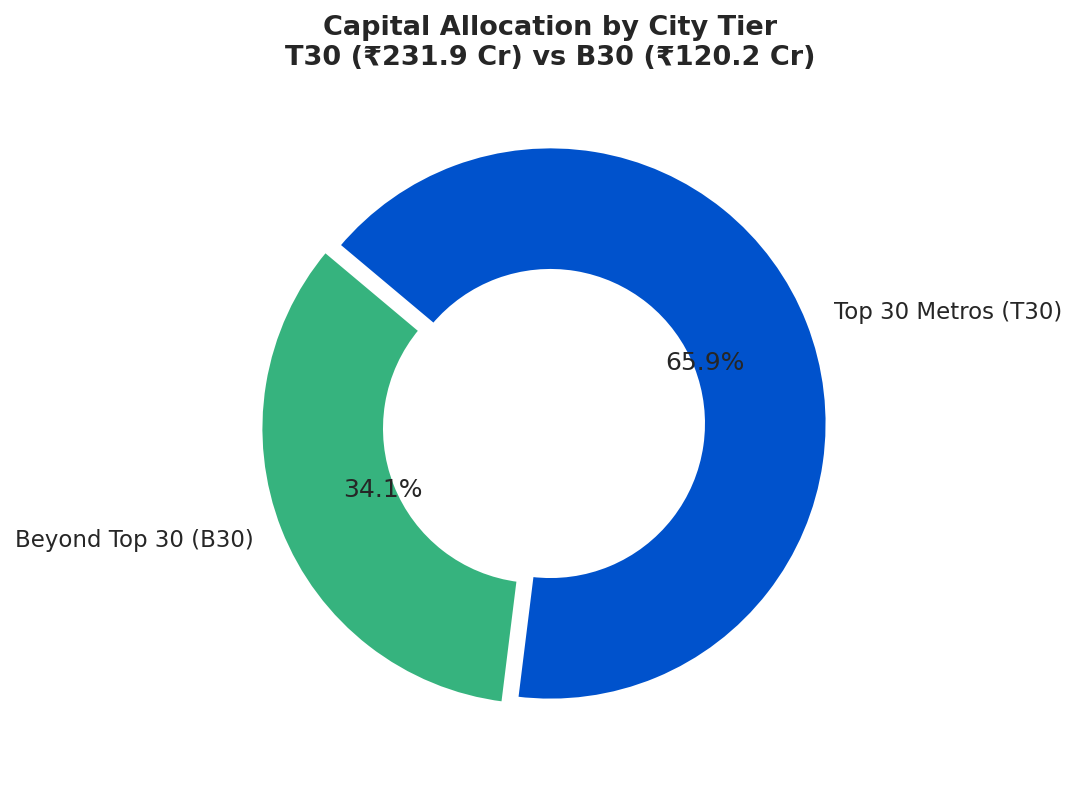 Capital Allocation by City Tier
T30 (₹231.9 Cr) vs B30 (₹120.2 Cr)
Top 30 Metros (T30)
65.9%
34.1%
Beyond Top 30 (B30)